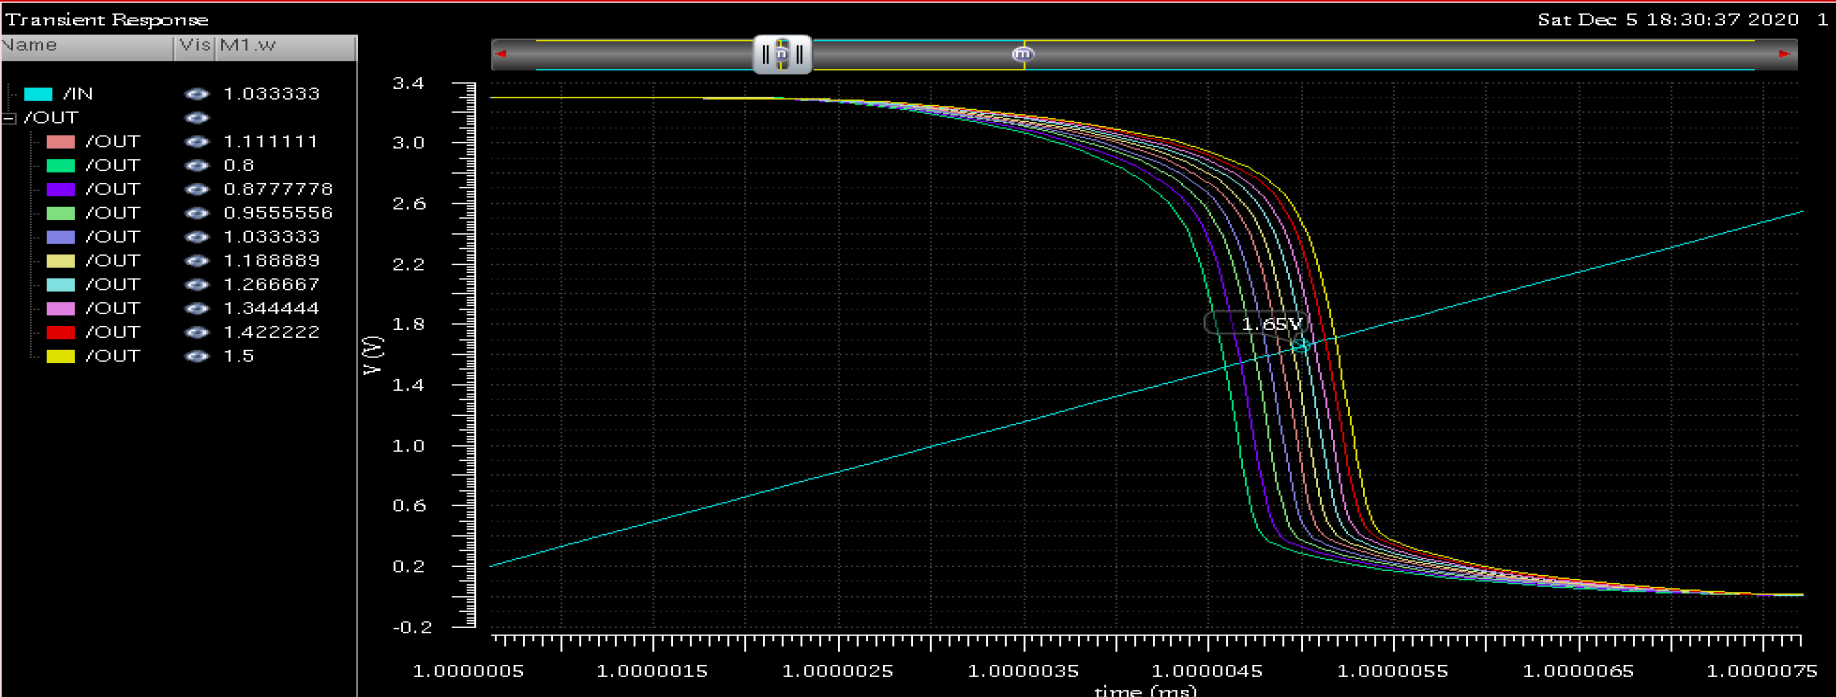 Transient Response
Sat Dec 5 18:30:37 2020 1
Name Vis M1.w
/IN 1.033333
/OUT
/OUT 1.111111
/OUT 0.8
/OUT 0.8777778
/OUT 0.9555556
/OUT 1.033333
/OUT 1.188889
/OUT 1.266667
/OUT 1.344444
/OUT 1.422222
/OUT 1.5
m
V (V)
3.4
3.0
2.6
2.2
1.8
1.4
1.0
0.6
0.2
-0.2
1.65V
1.0000005 1.0000015 1.0000025 1.0000035 1.0000045 1.0000055 1.0000065 1.0000075
time (ms)